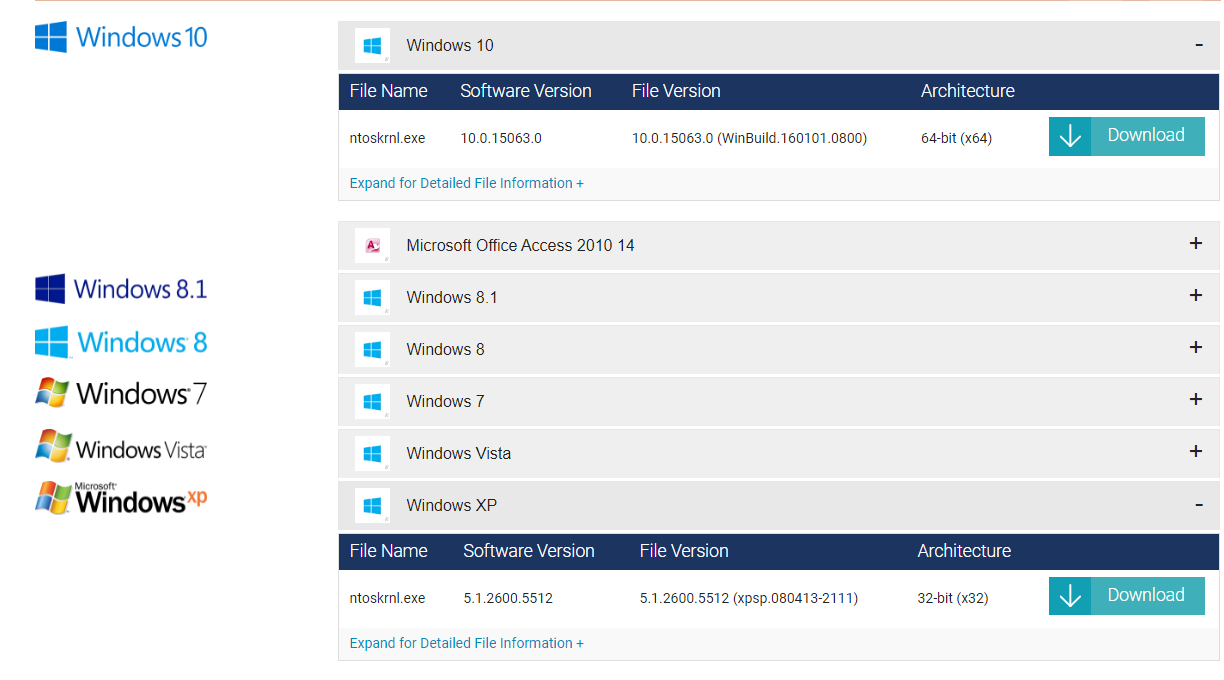 Windows 10
Windows 10
-
File Name Software Version File Version Architecture
ntoskrnl.exe 10.0.15063.0 10.0.15063.0 (WinBuild.160101.0800) 64-bit (x64) Download
Expand for Detailed File Information +
Microsoft Office Access 2010 14 +
Windows 8.1
Windows 8.1 +
Windows 8
Windows 8 +
Windows 7
Windows 7 +
Windows Vista
Windows Vista +
Microsoft
Windows xp
Windows XP -
File Name Software Version File Version Architecture
ntoskrnl.exe 5.1.2600.5512 5.1.2600.5512 (xpsp.080413-2111) 32-bit (x32) Download
Expand for Detailed File Information +